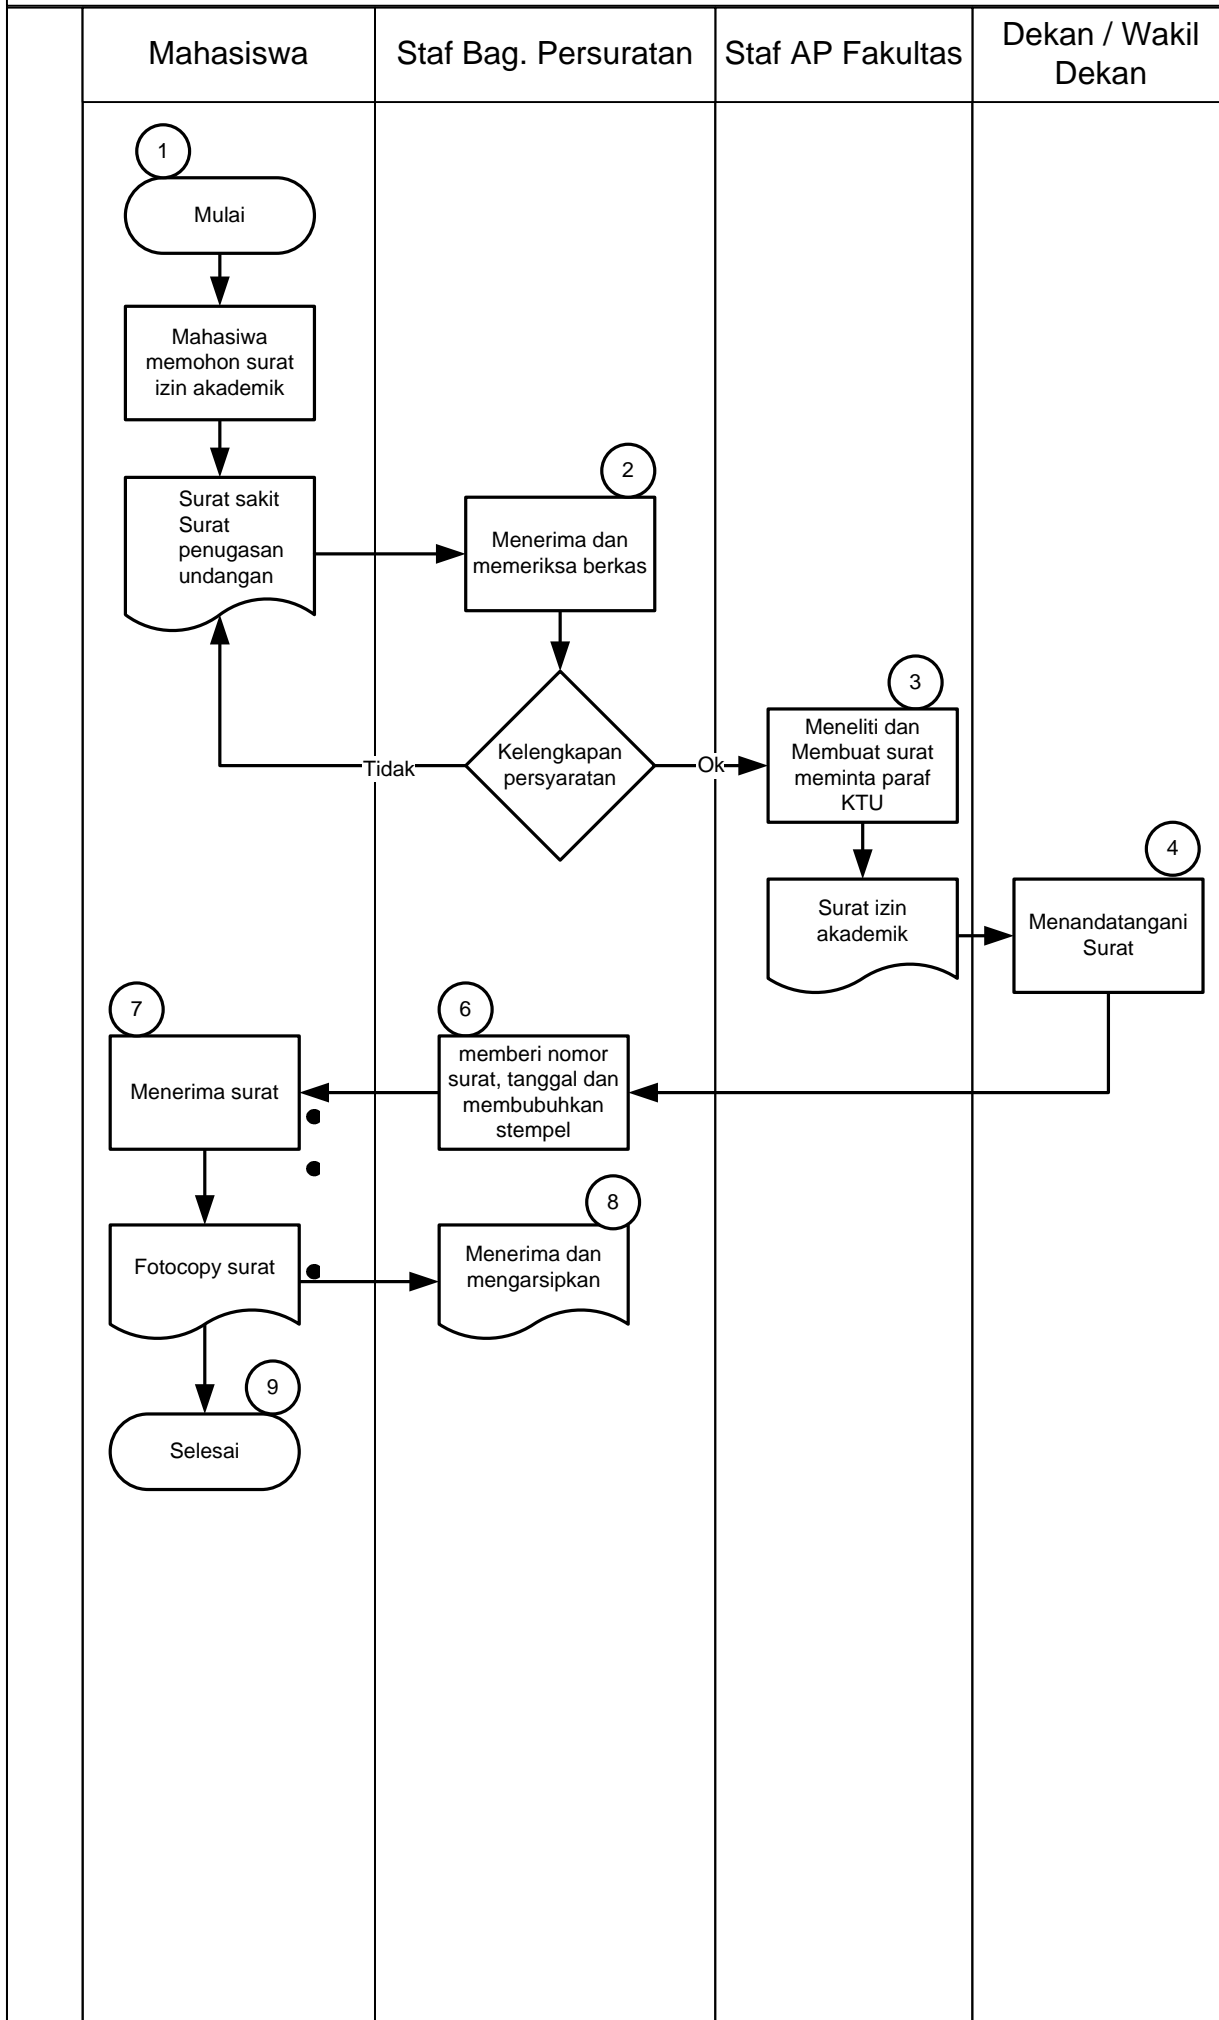 Mahasiswa
Staf Bag. Persuratan
Staf AP Fakultas
Dekan / Wakil
Dekan
1
Mulai
Mahasiwa
memohon surat
izin akademik
Surat sakit
Surat
penugasan
undangan
2
Menerima dan
memeriksa berkas
Kelengkapan
persyaratan
Tidak
Ok
3
Meneliti dan
Membuat surat
meminta paraf
KTU
Surat izin
akademik
4
Menandatangani
Surat
6
memberi nomor
surat, tanggal dan
membubuhkan
stempel
7
Menerima surat
Fotocopy surat
8
Menerima dan
mengarsipkan
9
Selesai